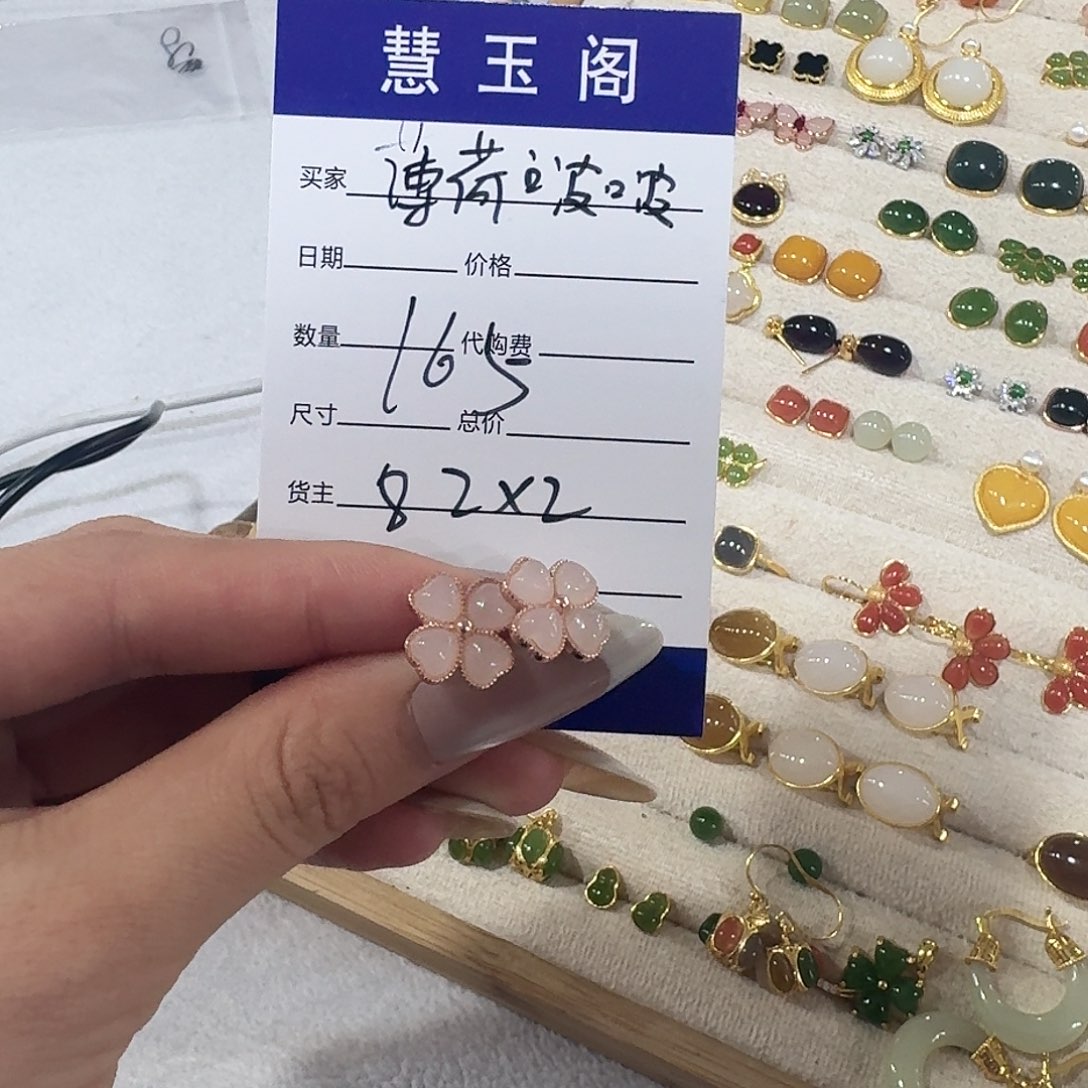 慧玉阁
买家 薄荷啵啵
日期 价格
数量 165 代购费
尺寸 总价
货主 82x2